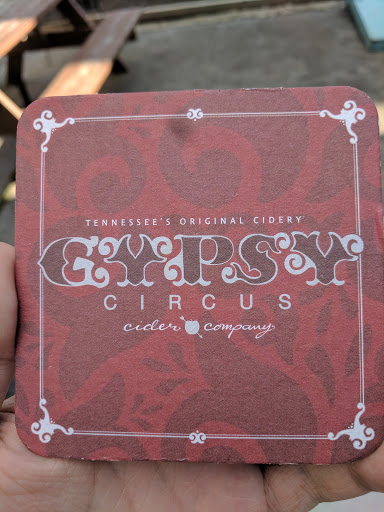 TENNESSEE'S ORIGINAL CIDERY
GYPSY
CIRCUS
cider company